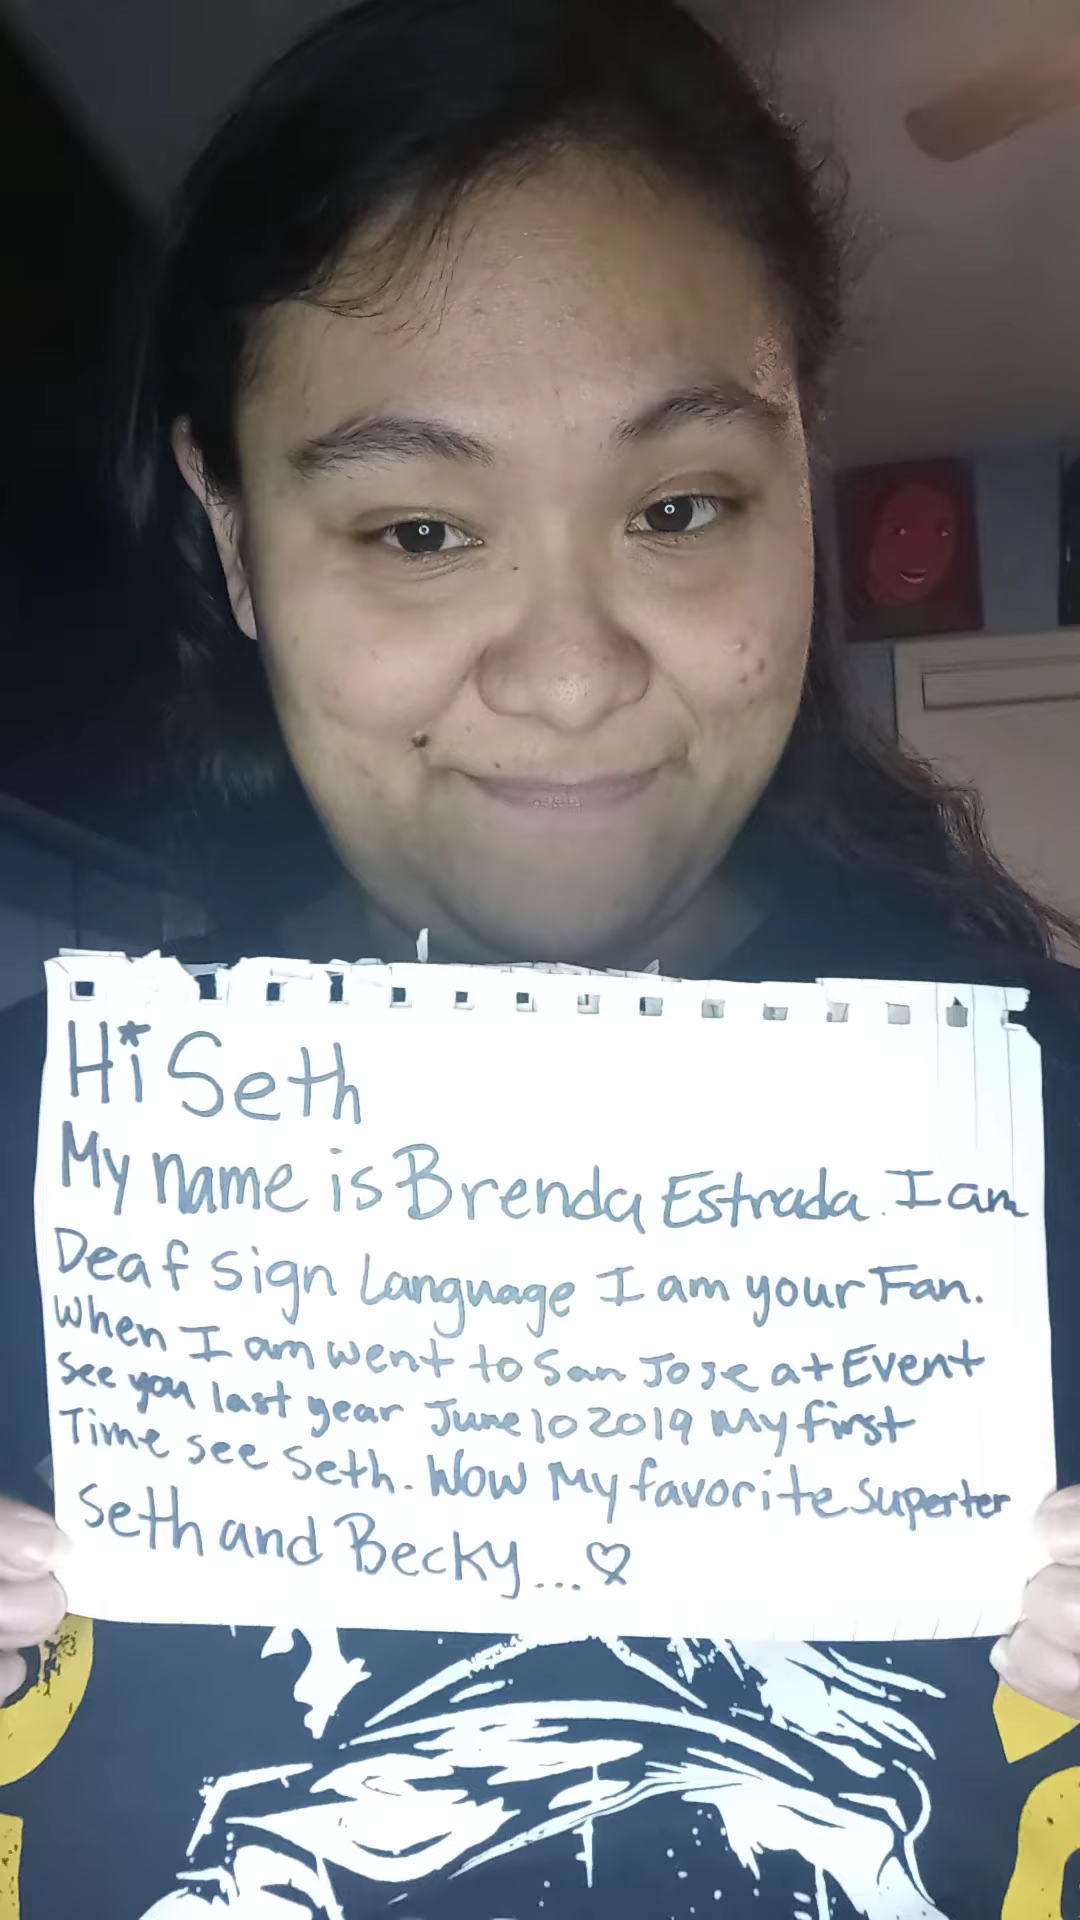 Hi Seth
My name is Brenda Estrada. I am
Deaf Sign Language I am your Fan.
When I am went to San Jose at Event
See you last year June 10 2019 My first
Time see Seth. Wow My favorite Superter
Seth and Becky...